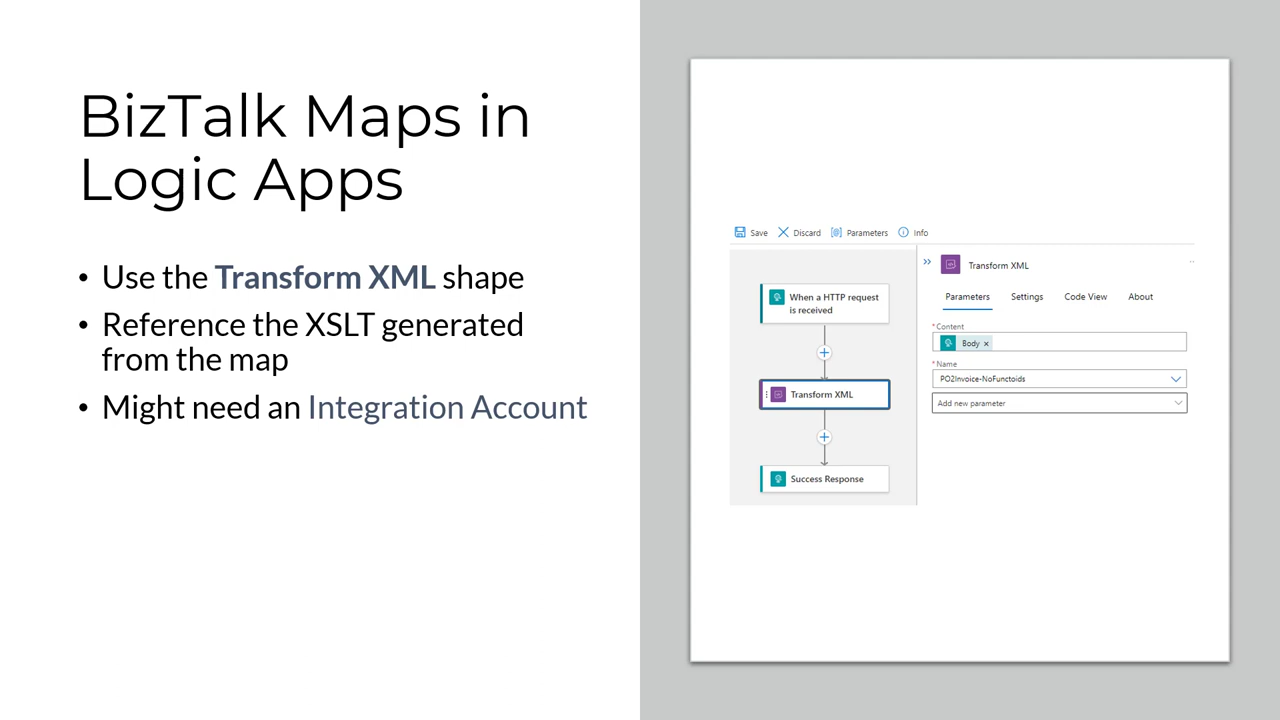 BizTalk Maps in
Logic Apps
• Use the Transform XML shape
• Reference the XSLT generated
from the map
• Might need an Integration Account
Save Discard Parameters Info
When a HTTP request
is received
Transform XML
Success Response
Transform XML
Parameters Settings Code View About
* Content
Body ×
* Name
PO2Invoice-NoFunctoids
Add new parameter